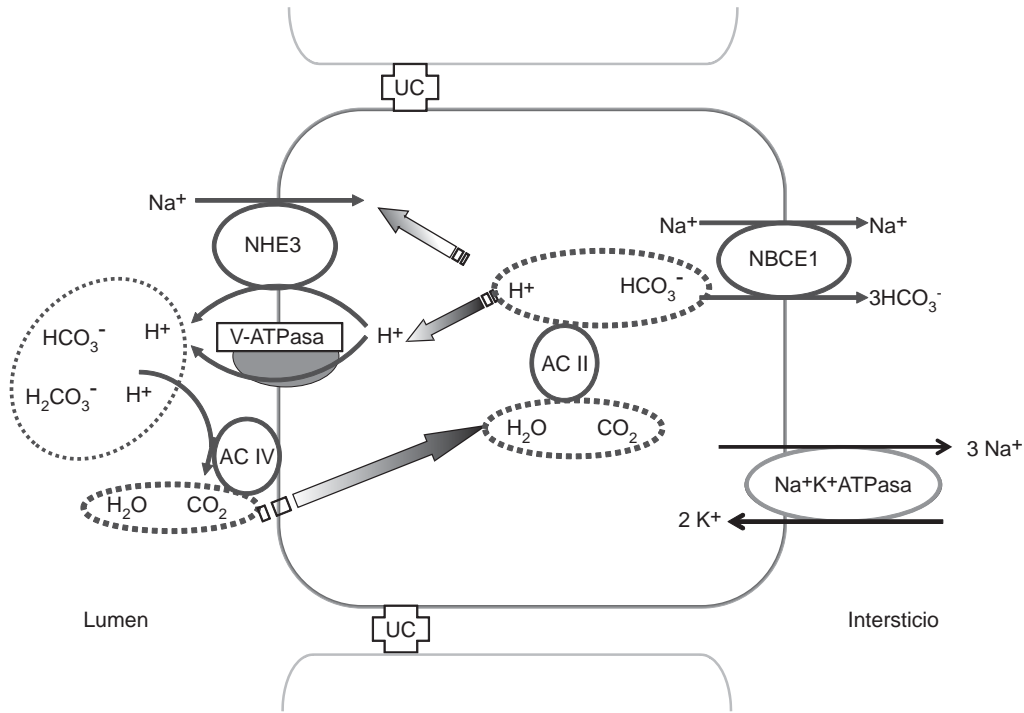 UC
Na⁺
NHE3
Na⁺ Na⁺
NBCE1
H⁺ HCO₃⁻
3HCO₃⁻
HCO₃⁻ H⁺
V-ATPasa
H⁺
AC II
H₂CO₃⁻ H⁺
H₂O CO₂
AC IV
3 Na⁺
Na⁺K⁺ATPasa
H₂O CO₂
2 K⁺
Lumen
UC
Intersticio